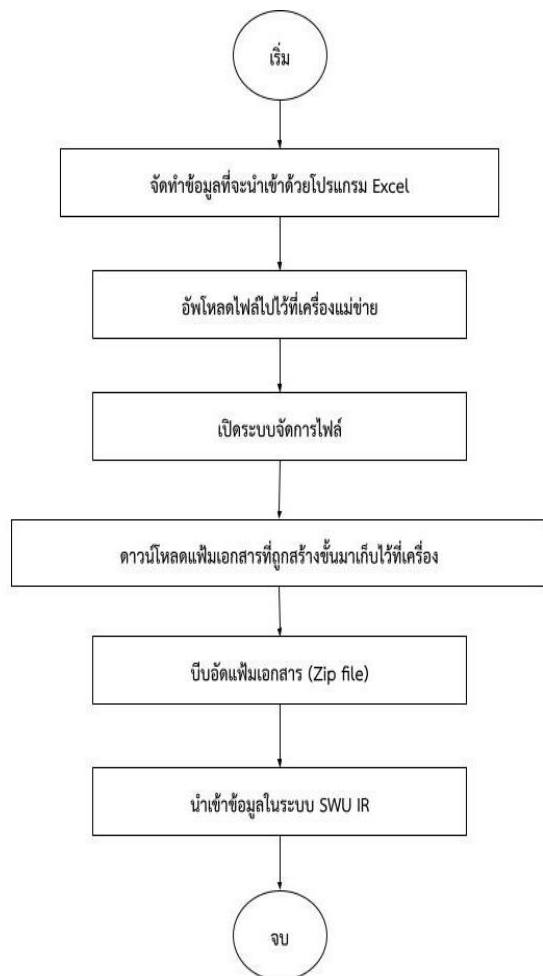 เริ่ม
จัดทำข้อมูลที่จะนำเข้าด้วยโปรแกรม Excel
อัพโหลดไฟล์ไปไว้ที่เครื่องแม่ข่าย
เปิดระบบจัดการไฟล์
ดาวน์โหลดแฟ้มเอกสารที่ถูกสร้างขั้นมาเก็บไว้ที่เครื่อง
บีบอัดแฟ้มเอกสาร (Zip file)
นำเข้าข้อมูลในระบบ SWU IR
จบ